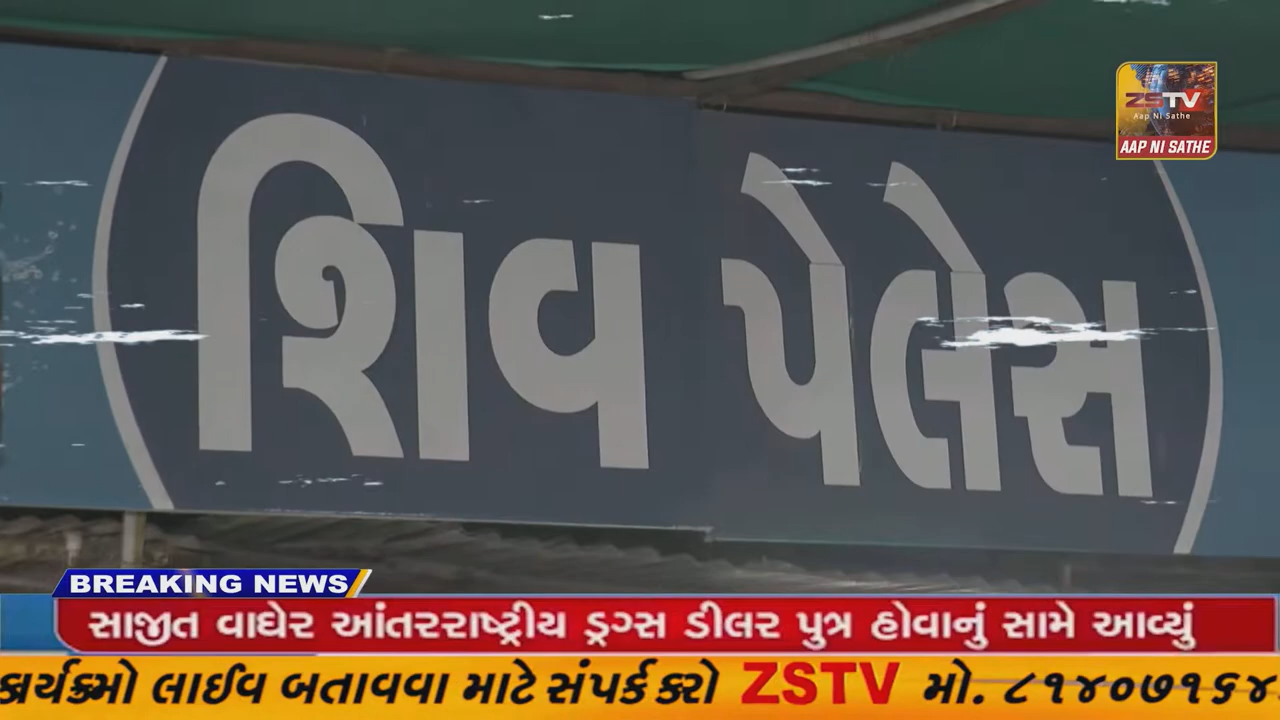 શિવ પેલેસ
ZSTV
Aap Ni Sathe
AAP NI SATHE
BREAKING NEWS
સાજીત વાઘેર આંતરરાષ્ટ્રીય ડ્રગ્સ ડીલર પુત્ર હોવાનું સામે આવ્યું
કાર્યક્રમો લાઈવ બતાવવા માટે સંપર્ક કરો ZSTV મો. ૮૧૪૦૭૧૬૪